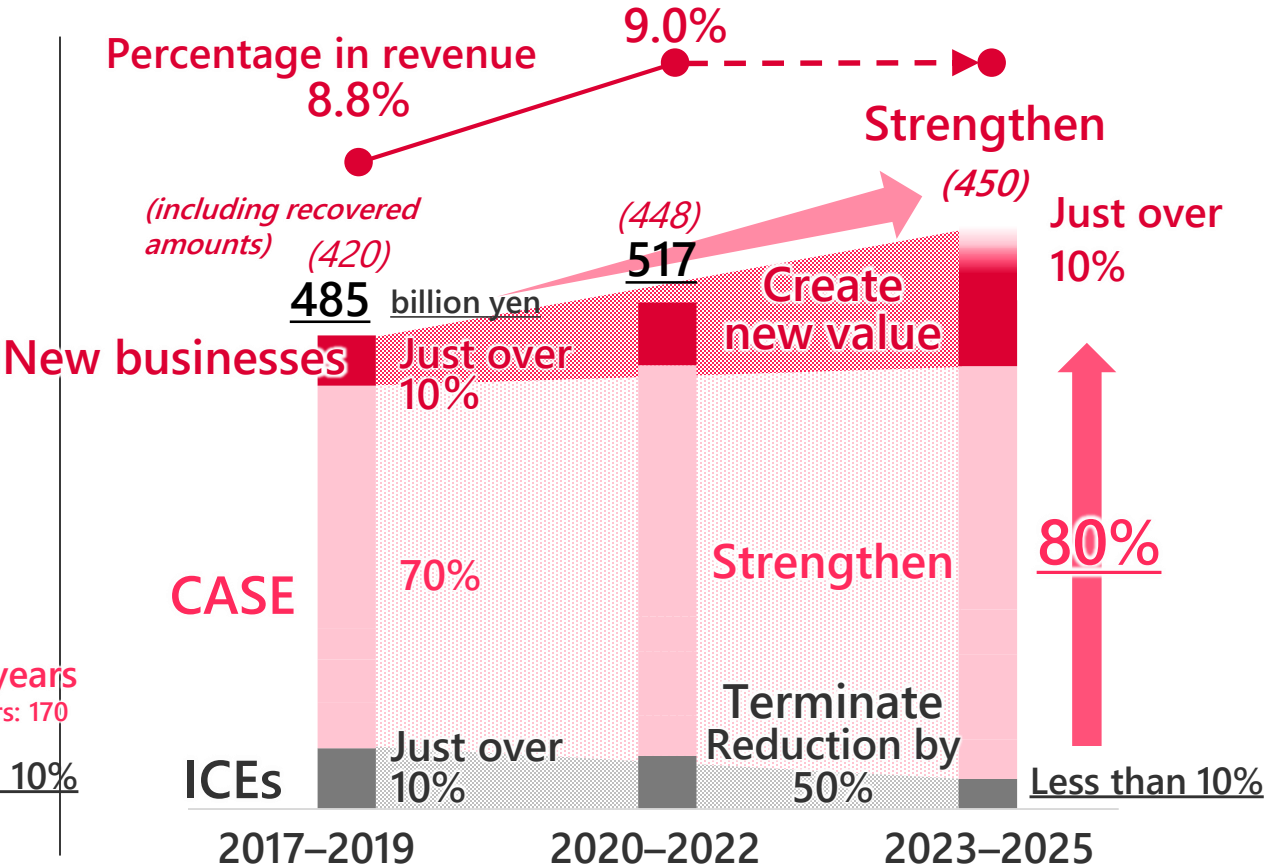 9.0%
Percentage in revenue
8.8%
Strengthen
(450)
(including recovered
amounts)
(420)
(448)
Just over
10%
485
billion yen
517
Create
new value
New businesses
Just over
10%
CASE
70%
Strengthen
80%
years
rs: 170
10%
ICEs
Just over
10%
Terminate
Reduction by
50%
Less than 10%
2017–2019
2020–2022
2023–2025